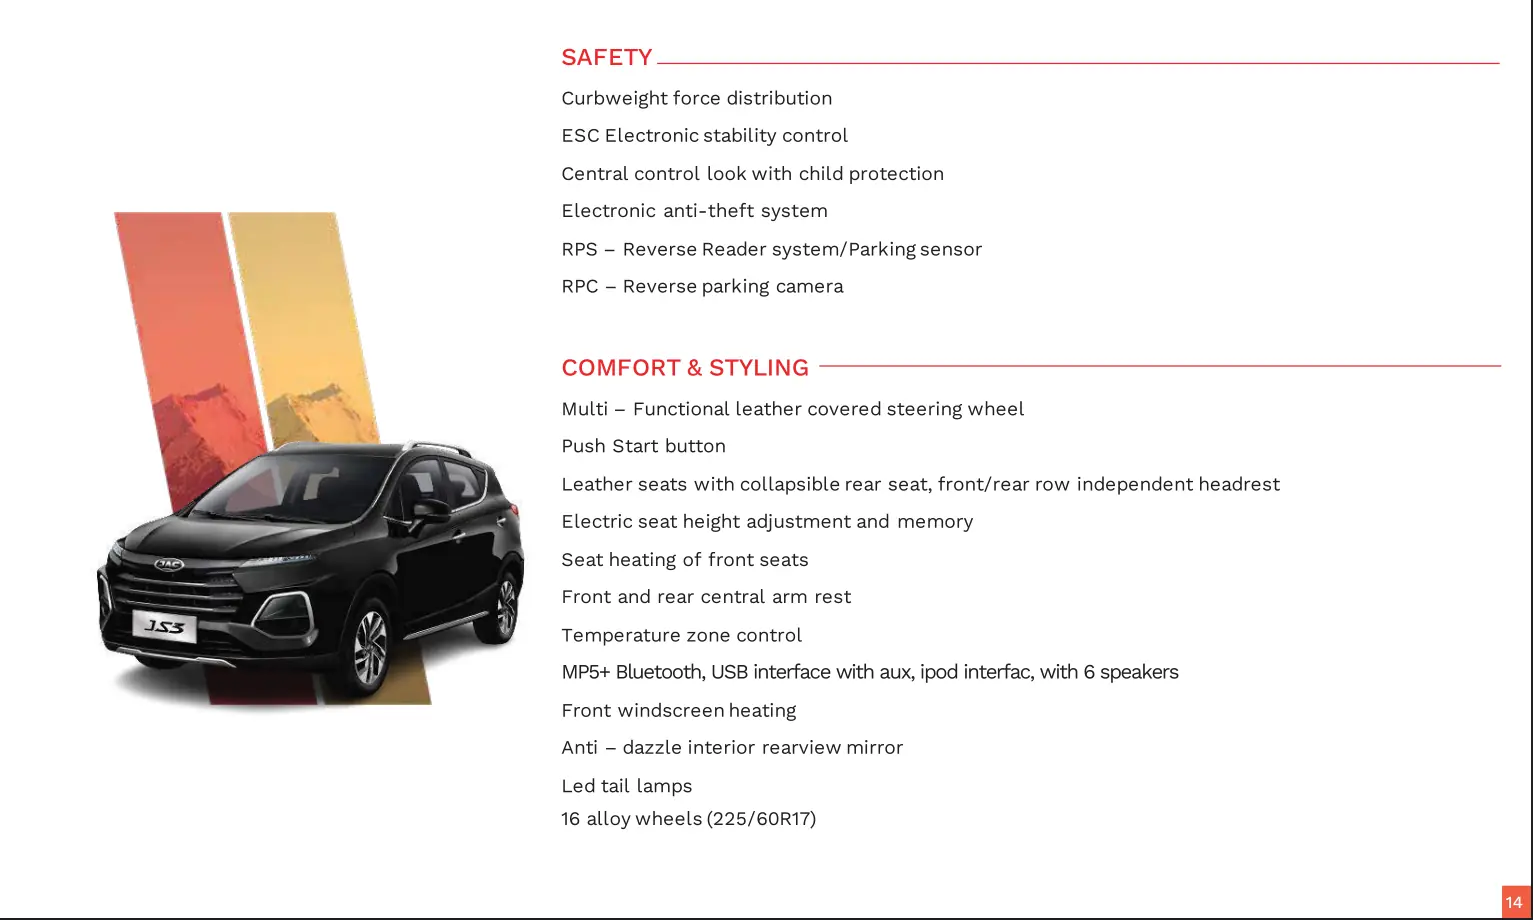 SAFETY
Curbweight force distribution
ESC Electronic stability control
Central control look with child protection
Electronic anti-theft system
RPS – Reverse Reader system/Parking sensor
RPC – Reverse parking camera
COMFORT & STYLING
Multi – Functional leather covered steering wheel
Push Start button
Leather seats with collapsible rear seat, front/rear row independent headrest
Electric seat height adjustment and memory
Seat heating of front seats
Front and rear central arm rest
Temperature zone control
MP5+ Bluetooth, USB interface with aux, ipod interfac, with 6 speakers
Front windscreen heating
Anti – dazzle interior rearview mirror
Led tail lamps
16 alloy wheels (225/60R17)
JAC
JS3
14